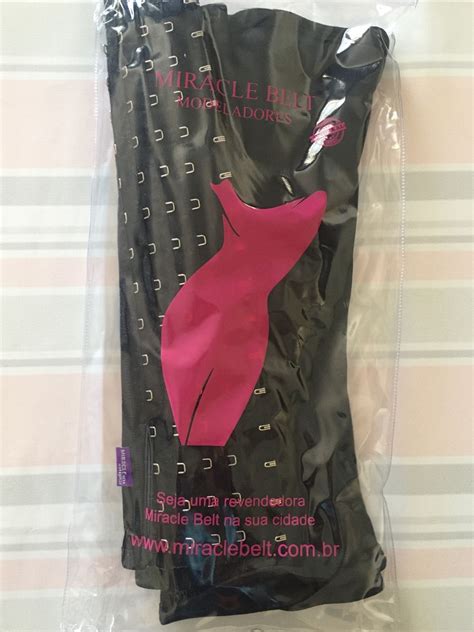 MIRACLE BELT
MODELADORES
Seja uma revendedora
Miracle Belt na sua cidade
www.miraclebelt.com.br